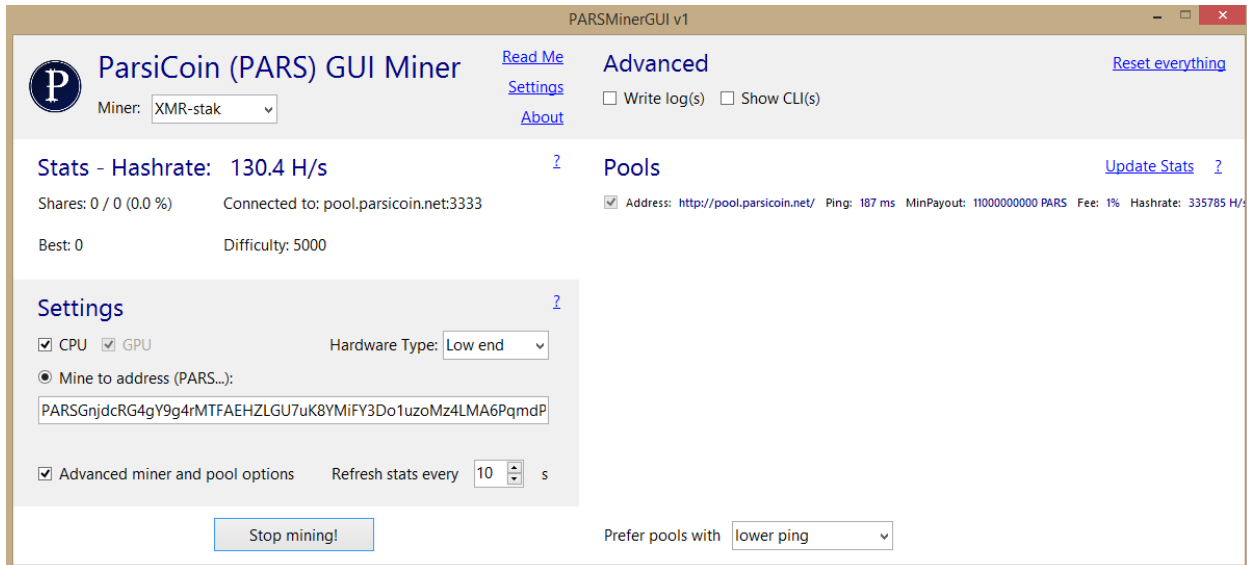 PARSMinerGUI v1
ParsiCoin (PARS) GUI Miner
Read Me
Settings
About
Miner: XMR-stak
Advanced
Reset everything
Write log(s) Show CLI(s)
Stats - Hashrate: 130.4 H/s ?
Shares: 0 / 0 (0.0 %) Connected to: pool.parsicoin.net:3333
Best: 0 Difficulty: 5000
Pools Update Stats ?
Address: http://pool.parsicoin.net/ Ping: 187 ms MinPayout: 11000000000 PARS Fee: 1% Hashrate: 335785 H/s
Settings ?
CPU GPU Hardware Type: Low end
Mine to address (PARS...):
PARSGnjdcRG4gY9g4rMTFAEHZLGU7uK8YMiFY3Do1uzoMz4LMA6PqmdP
Advanced miner and pool options Refresh stats every 10 s
Stop mining!
Prefer pools with lower ping